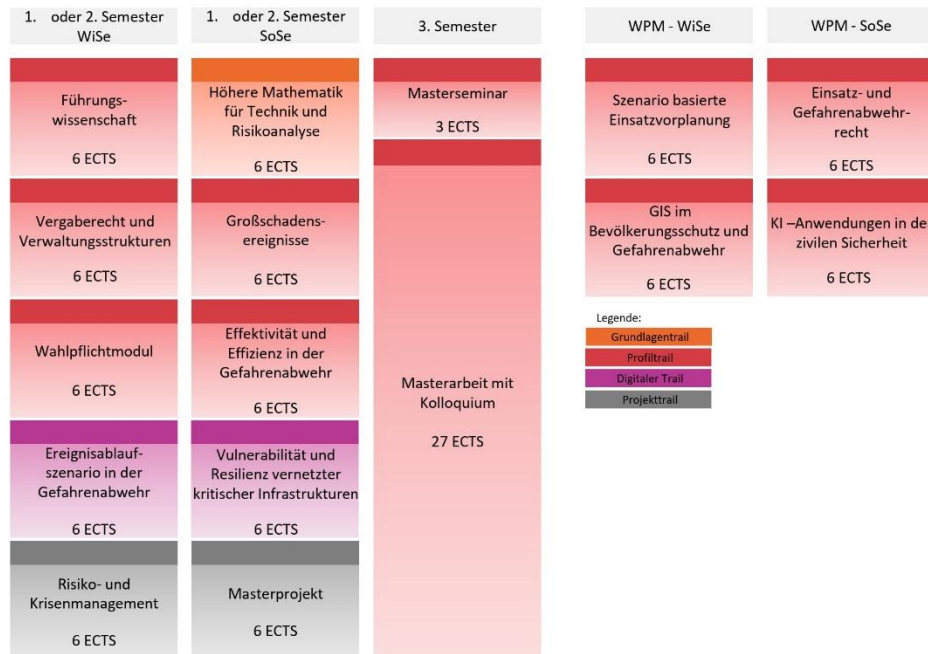 1. oder 2. Semester
WiSe
Führungs-
wissenschaft
6 ECTS
Vergaberecht und
Verwaltungsstrukturen
6 ECTS
Wahlpflichtmodul
6 ECTS
Ereignisablauf-
szenario in der
Gefahrenabwehr
6 ECTS
Risiko- und
Krisenmanagement
6 ECTS
1. oder 2. Semester
SoSe
Höhere Mathematik
für Technik und
Risikoanalyse
6 ECTS
Großschadens-
ereignisse
6 ECTS
Effektivität und
Effizienz in der
Gefahrenabwehr
6 ECTS
Vulnerabilität und
Resilienz vernetzter
kritischer Infrastrukturen
6 ECTS
Masterprojekt
6 ECTS
3. Semester
Masterseminar
3 ECTS
Masterarbeit mit
Kolloquium
27 ECTS
WPM - WiSe
Szenario basierte
Einsatzvorplanung
6 ECTS
GIS im
Bevölkerungsschutz und
Gefahrenabwehr
6 ECTS
WPM - SoSe
Einsatz- und
Gefahrenabwehr-
recht
6 ECTS
KI –Anwendungen in de
zivilen Sicherheit
6 ECTS
Legende:
Grundlagentrail
Profiltrail
Digitaler Trail
Projekttrail